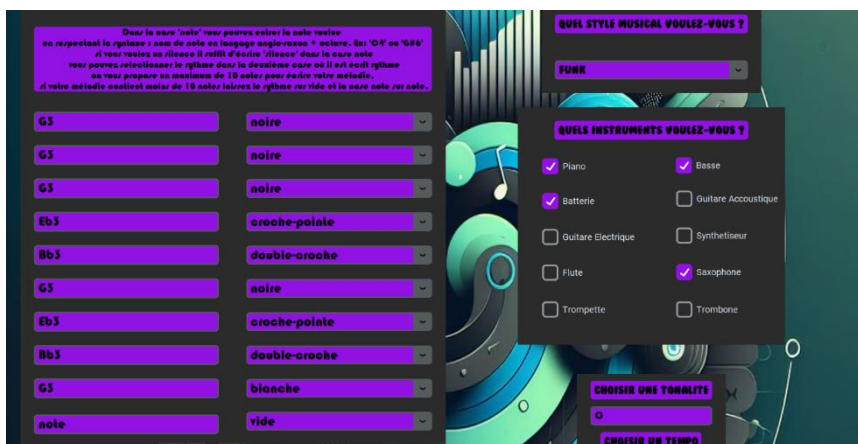 Dans la case 'note' vous pouvez entrer la note voulue
en respectant la syntaxe : nom de note en langage anglo-saxon + octave. Ex: 'C4' ou 'G#6'
si vous voulez un silence il suffit d'écrire 'silence' dans la case note
vous pouvez selectionner le rythme dans la deuxième case où il est écrit rythme
on vous propose un maximum de 10 notes pour écrire votre mélodie.
si votre mélodie contient moins de 10 notes laissez le rythme sur vide et la case note sur note.
G3 noire
G3 noire
G3 noire
Eb3 croche-pointe
Bb3 double-croche
G3 noire
Eb3 croche-pointe
Bb3 double-croche
G3 blanche
note vide
QUEL STYLE MUSICAL VOULEZ-VOUS ?
FUNK
QUELS INSTRUMENTS VOULEZ-VOUS ?
Piano Basse
Batterie Guitare Accoustique
Guitare Electrique Synthetiseur
Flute Saxophone
Trompette Trombone
CHOISIR UNE TONALITE
C
CHOISIR UN TEMPO